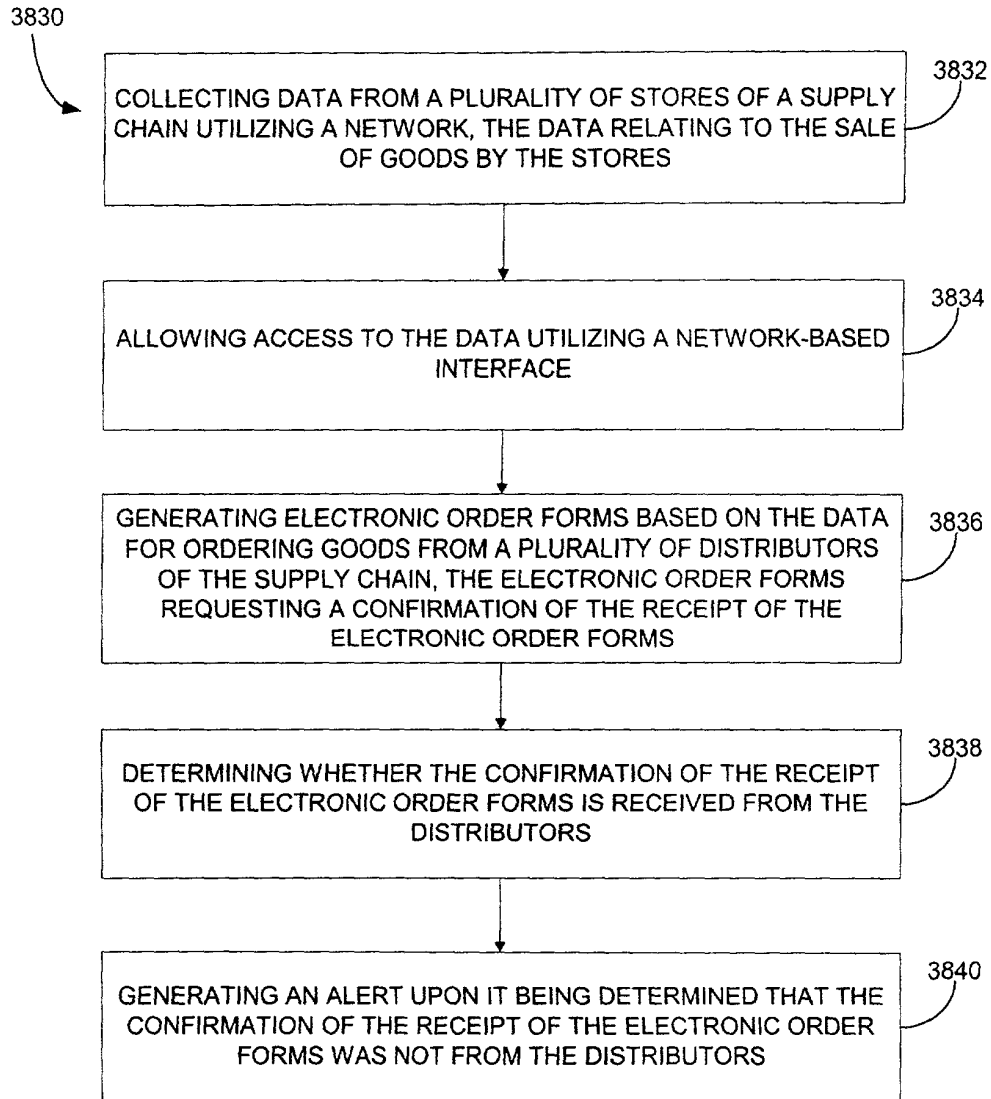 3830
3832
COLLECTING DATA FROM A PLURALITY OF STORES OF A SUPPLY
CHAIN UTILIZING A NETWORK, THE DATA RELATING TO THE SALE
OF GOODS BY THE STORES
3834
ALLOWING ACCESS TO THE DATA UTILIZING A NETWORK-BASED
INTERFACE
3836
GENERATING ELECTRONIC ORDER FORMS BASED ON THE DATA
FOR ORDERING GOODS FROM A PLURALITY OF DISTRIBUTORS
OF THE SUPPLY CHAIN, THE ELECTRONIC ORDER FORMS
REQUESTING A CONFIRMATION OF THE RECEIPT OF THE
ELECTRONIC ORDER FORMS
3838
DETERMINING WHETHER THE CONFIRMATION OF THE RECEIPT
OF THE ELECTRONIC ORDER FORMS IS RECEIVED FROM THE
DISTRIBUTORS
3840
GENERATING AN ALERT UPON IT BEING DETERMINED THAT THE
CONFIRMATION OF THE RECEIPT OF THE ELECTRONIC ORDER
FORMS WAS NOT FROM THE DISTRIBUTORS